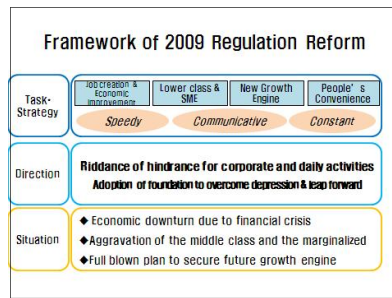 Framework of 2009 Regulation Reform
Task·
Strategy
Job creation &
Economic
improvement
Lower class &
SME
New Growth
Engine
People's
Convenience
Speedy
Communicative
Constant
Direction
Riddance of hindrance for corporate and daily activities
Adoption of foundation to overcome depression & leap forward
Situation
◆ Economic downturn due to financial crisis
◆ Aggravation of the middle class and the marginalized
◆ Full blown plan to secure future growth engine